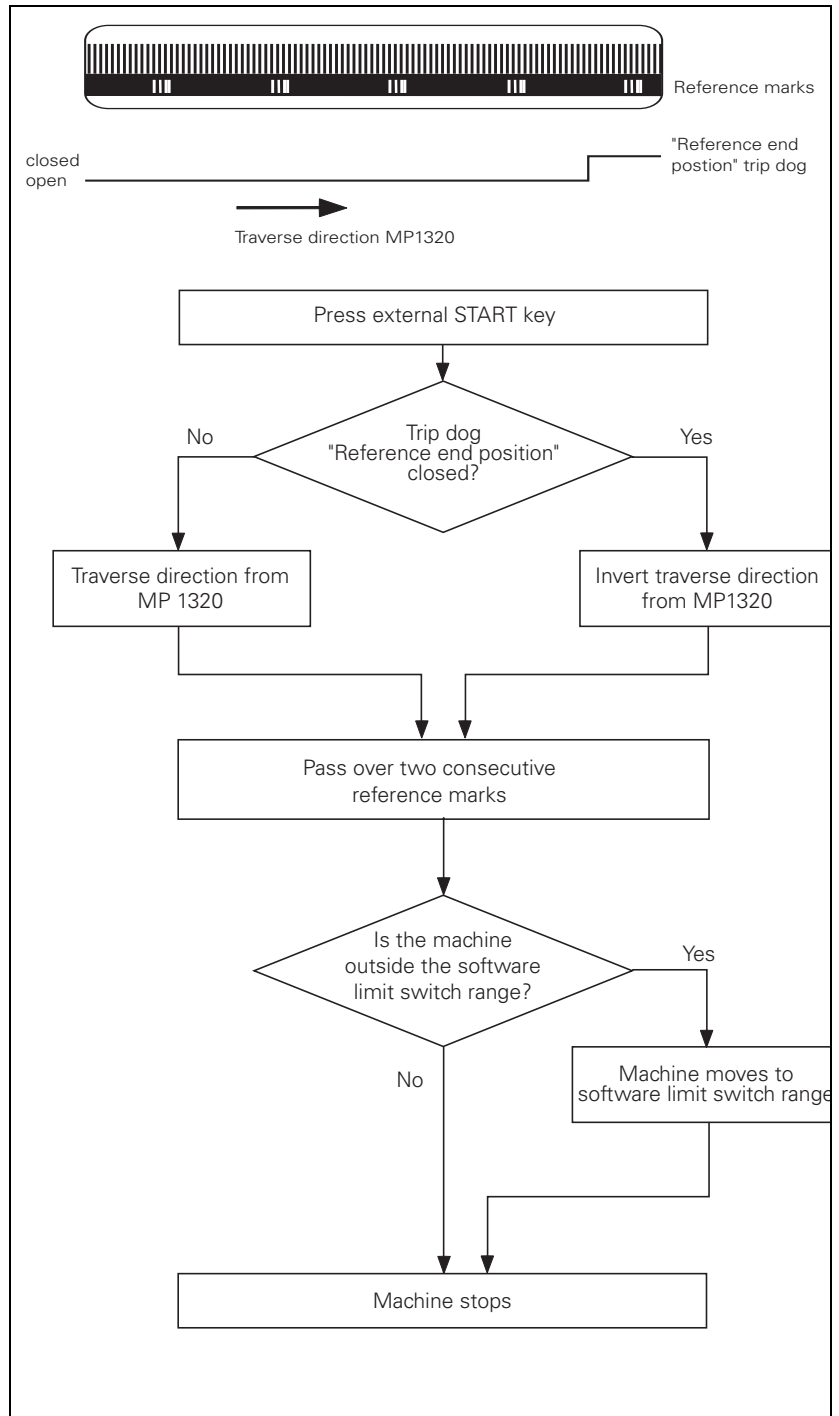 Reference marks
closed
open
"Reference end
postion" trip dog
Traverse direction MP1320
Press external START key
Trip dog
"Reference end position"
closed?
No
Yes
Traverse direction from
MP 1320
Invert traverse direction
from MP1320
Pass over two consecutive
reference marks
Is the machine
outside the software
limit switch range?
Yes
No
Machine moves to
software limit switch range
Machine stops